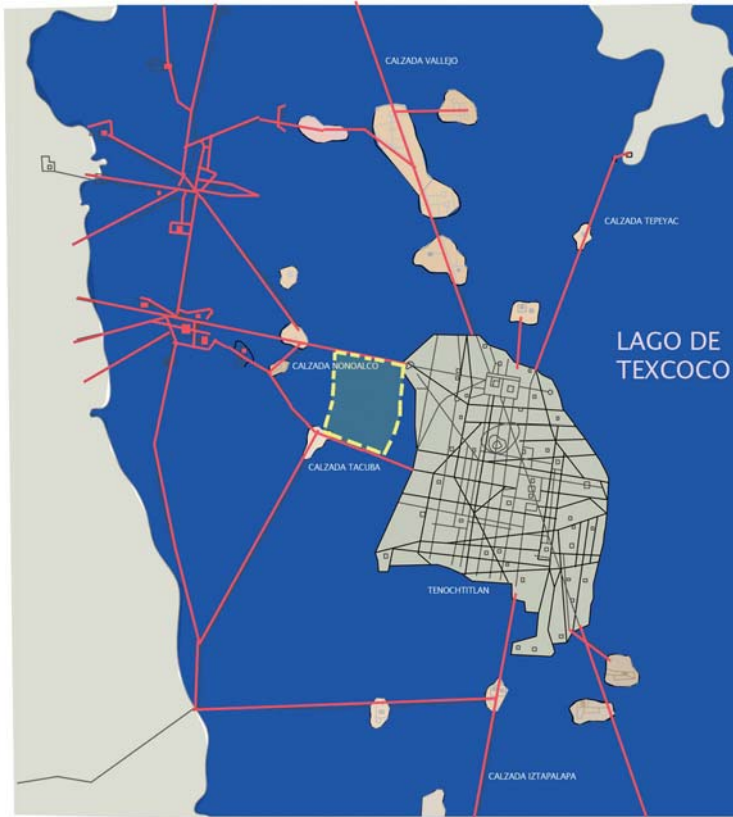 CALZADA VALLEJO
CALZADA TEPEYAC
LAGO DE
TEXCOCO
CALZADA NONOALCO
CALZADA TACUBA
TENOCHTITLAN
CALZADA IZTAPALAPA